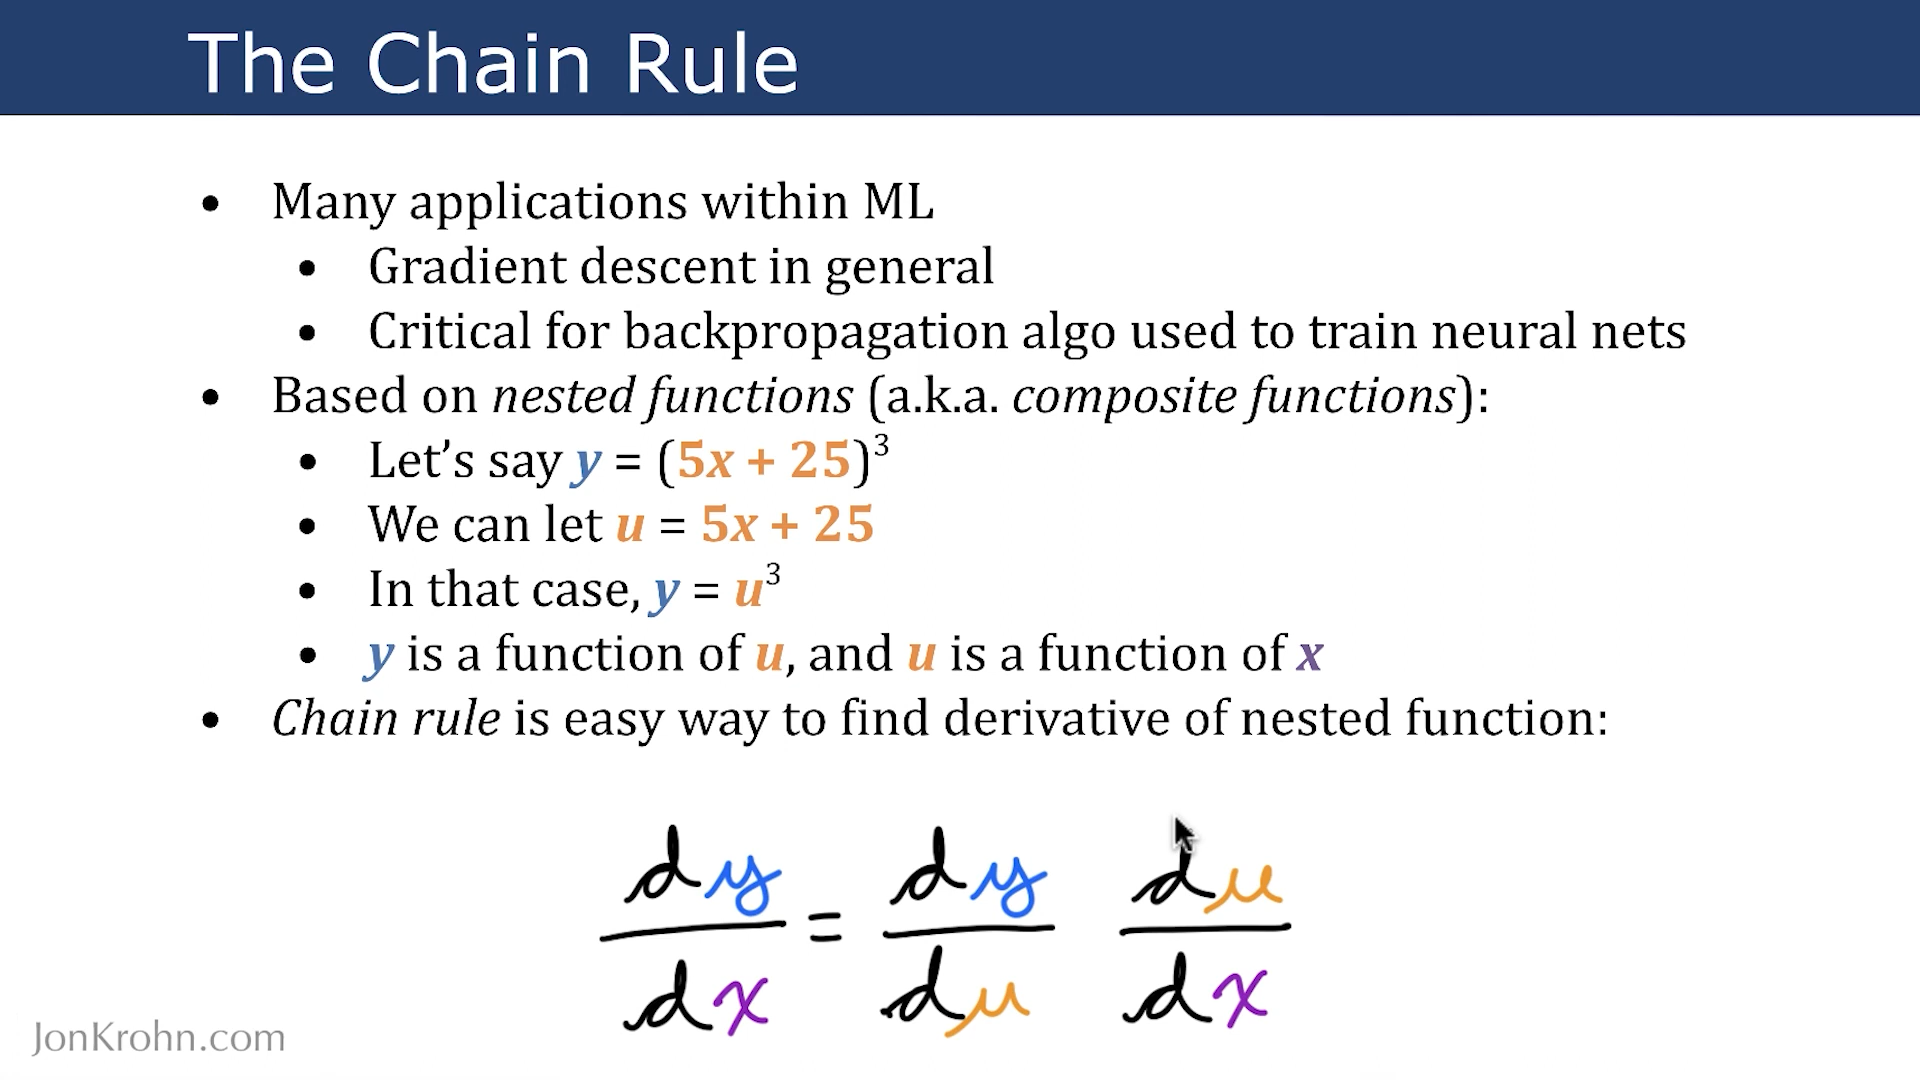 The Chain Rule
• Many applications within ML
• Gradient descent in general
• Critical for backpropagation algo used to train neural nets
• Based on nested functions (a.k.a. composite functions):
• Let’s say y = (5x + 25)³
• We can let u = 5x + 25
• In that case, y = u³
• y is a function of u, and u is a function of x
• Chain rule is easy way to find derivative of nested function:
dy/dx = dy/du du/dx
JonKrohn.com